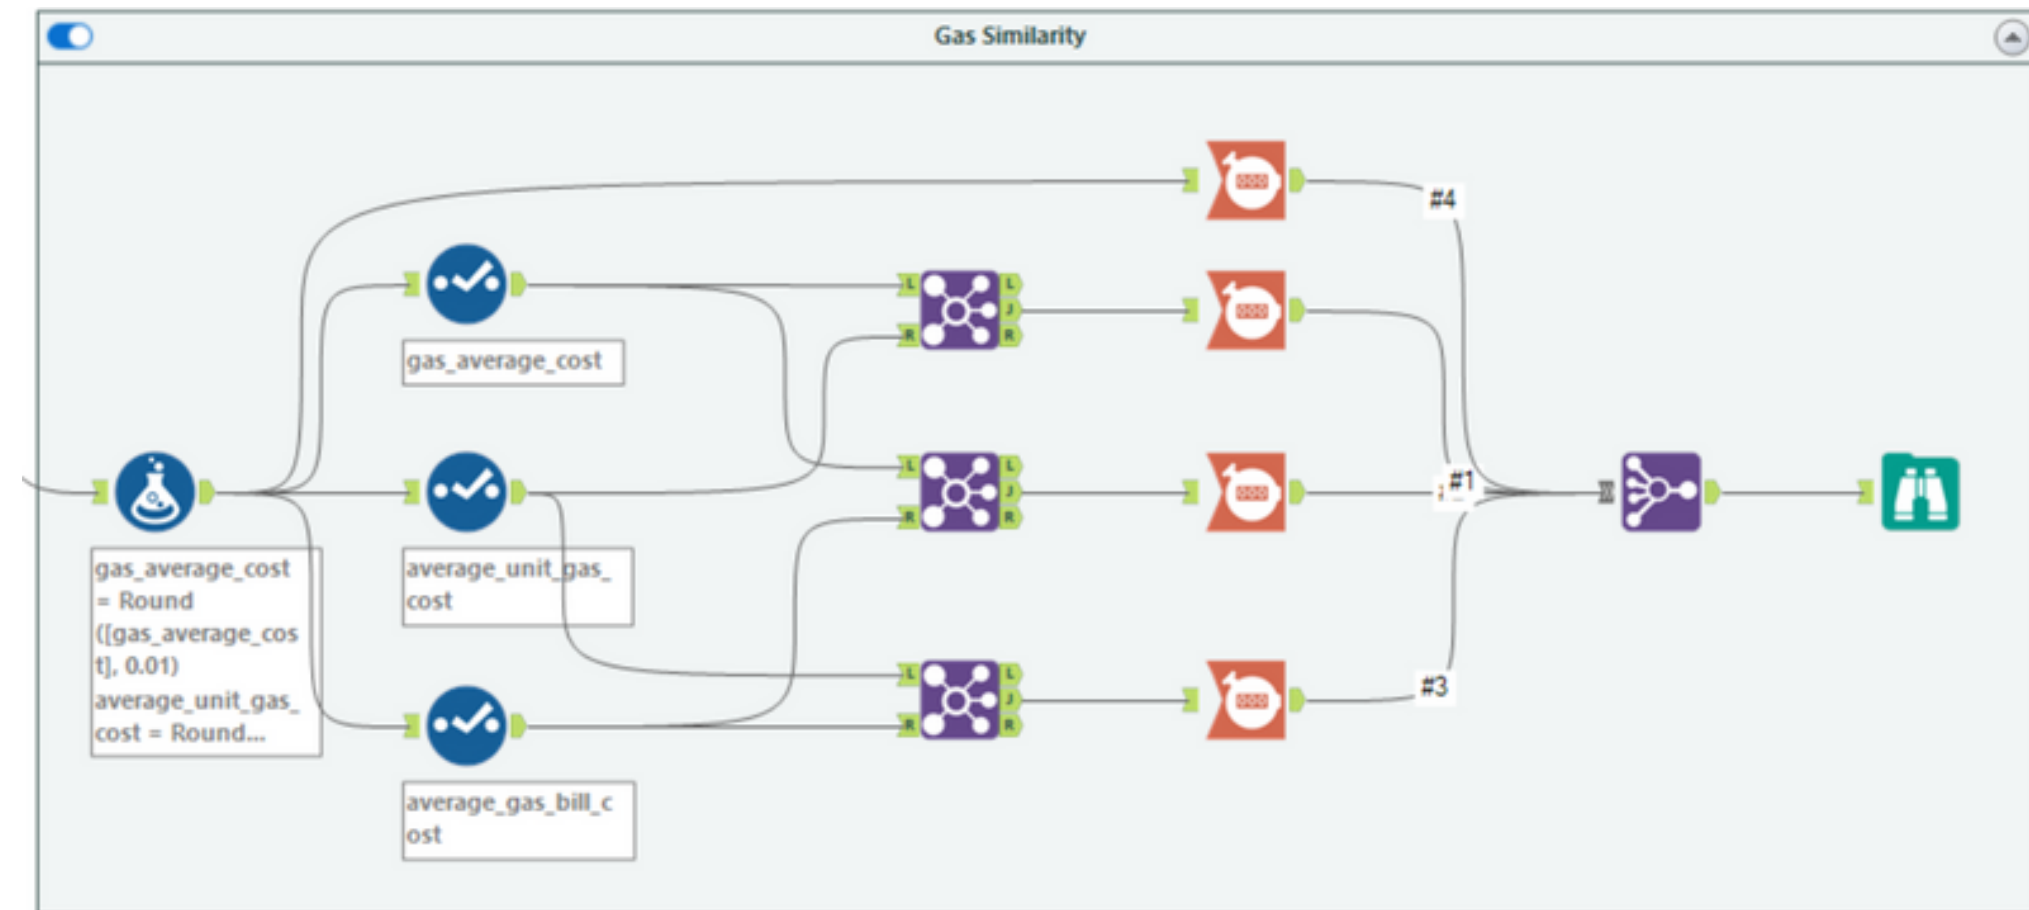 Gas Similarity
#4
L
L
J
R
R
gas_average_cost
L
L
J
R
R
#1
gas_average_cost
= Round
([gas_average_cos
t], 0.01)
average_unit_gas_
cost = Round...
average_unit_gas_
cost
L
L
J
R
R
#3
average_gas_bill_c
ost